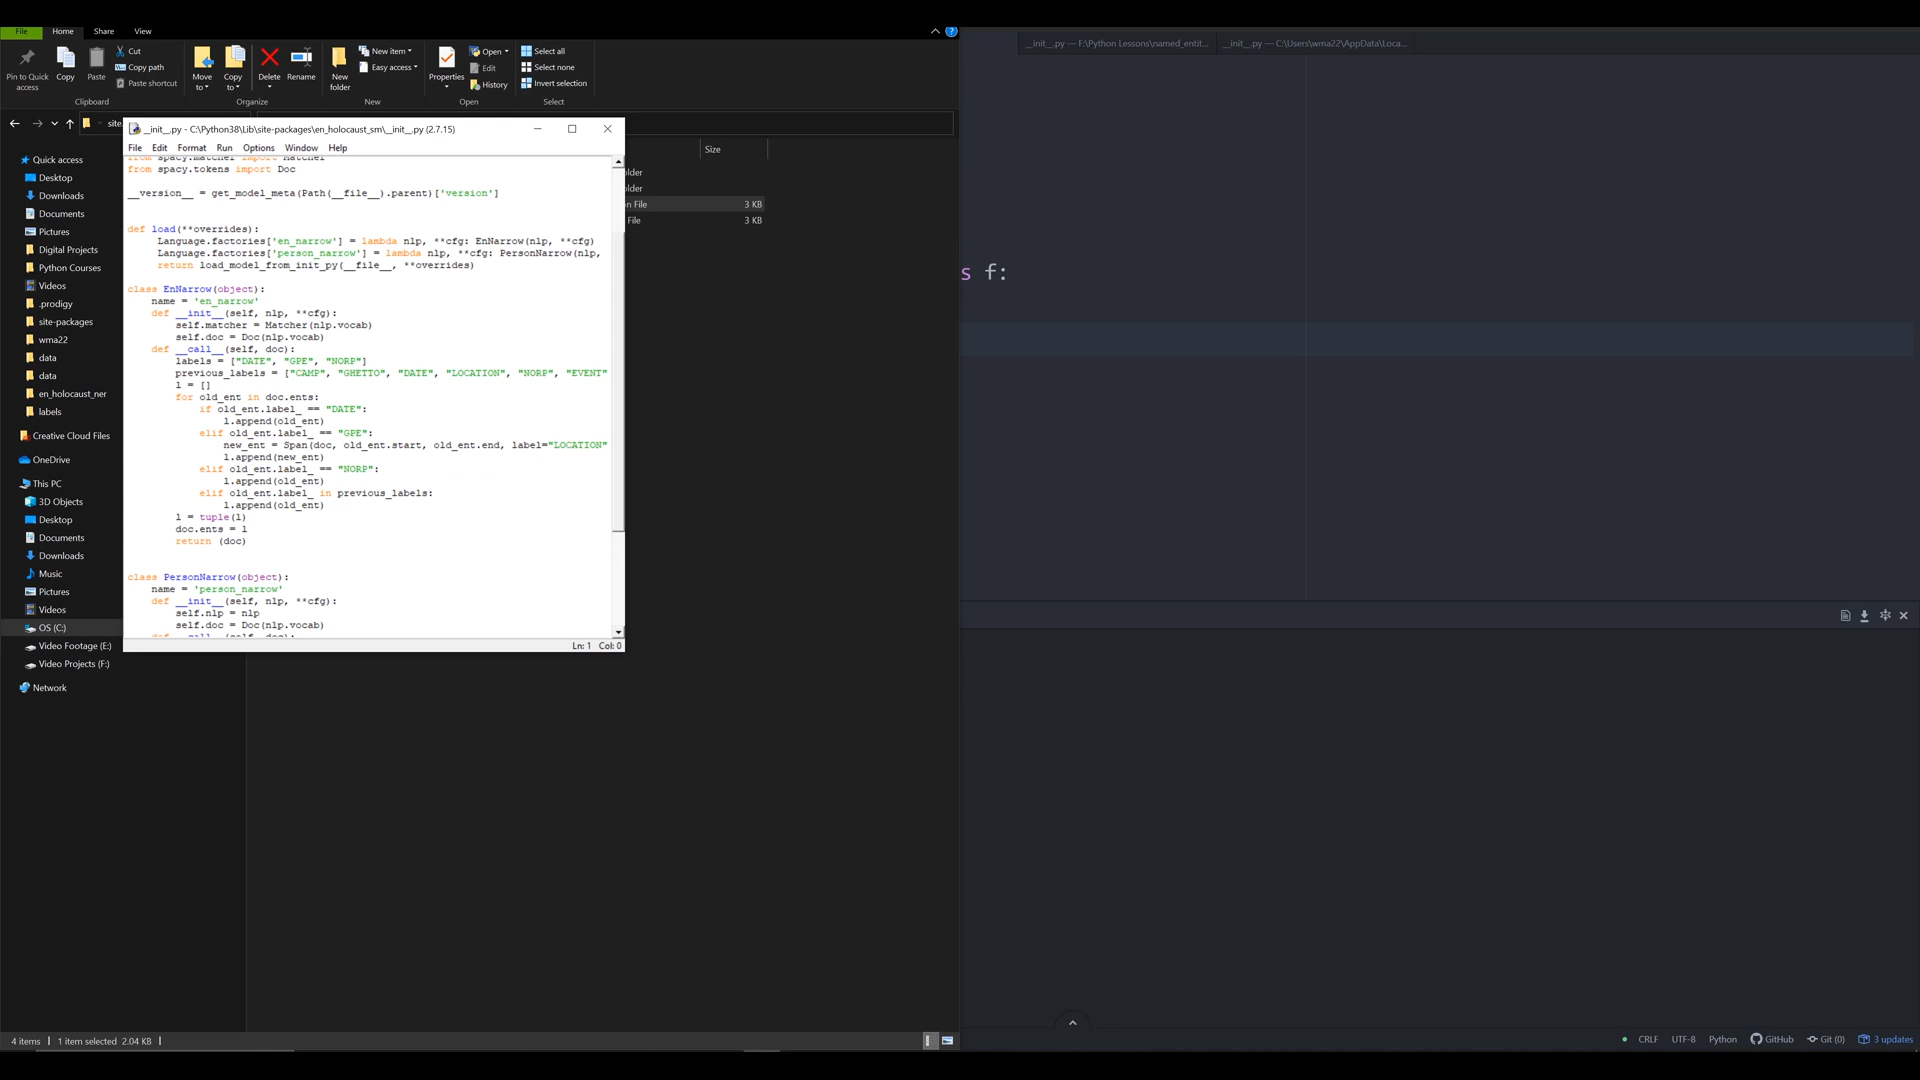 File Home Share View
Pin to Quick access
Copy
Paste
Cut
Copy path
Paste shortcut
Clipboard
Move to
Copy to
Delete
Rename
Organize
New folder
New item
Easy access
New
Properties
Open
Edit
History
Open
Select all
Select none
Invert selection
Select
site
Size
Quick access
Desktop
Downloads
Documents
Pictures
Digital Projects
Python Courses
Videos
.prodigy
site-packages
wma22
data
data
en_holocaust_ner
labels
Creative Cloud Files
OneDrive
This PC
3D Objects
Desktop
Documents
Downloads
Music
Pictures
Videos
OS (C:)
Video Footage (E:)
Video Projects (F:)
Network
older
older
n File 3 KB
File 3 KB
4 items 1 item selected 2.04 KB
__init__.py - C:\Python38\Lib\site-packages\en_holocaust_sm\__init__.py (2.7.15)
File Edit Format Run Options Window Help
from spacy.matcher import Matcher
from spacy.tokens import Doc
__version__ = get_model_meta(Path(__file__).parent)['version']
def load(**overrides):
Language.factories['en_narrow'] = lambda nlp, **cfg: EnNarrow(nlp, **cfg)
Language.factories['person_narrow'] = lambda nlp, **cfg: PersonNarrow(nlp,
return load_model_from_init_py(__file__, **overrides)
class EnNarrow(object):
name = 'en_narrow'
def __init__(self, nlp, **cfg):
self.matcher = Matcher(nlp.vocab)
self.doc = Doc(nlp.vocab)
def __call__(self, doc):
labels = ["DATE", "GPE", "NORP"]
previous_labels = ["CAMP", "GHETTO", "DATE", "LOCATION", "NORP", "EVENT"
l = []
for old_ent in doc.ents:
if old_ent.label_ == "DATE":
l.append(old_ent)
elif old_ent.label_ == "GPE":
new_ent = Span(doc, old_ent.start, old_ent.end, label="LOCATION"
l.append(new_ent)
elif old_ent.label_ == "NORP":
l.append(old_ent)
elif old_ent.label_ in previous_labels:
l.append(old_ent)
l = tuple(l)
doc.ents = l
return (doc)
class PersonNarrow(object):
name = 'person_narrow'
def __init__(self, nlp, **cfg):
self.nlp = nlp
self.doc = Doc(nlp.vocab)
def __call__(self, doc):
Ln: 1 Col: 0
__init__.py — F:\Python Lessons\named_entit...
__init__.py — C:\Users\wma22\AppData\Loca...
s f:
CRLF UTF-8 Python GitHub Git (0) 3 updates